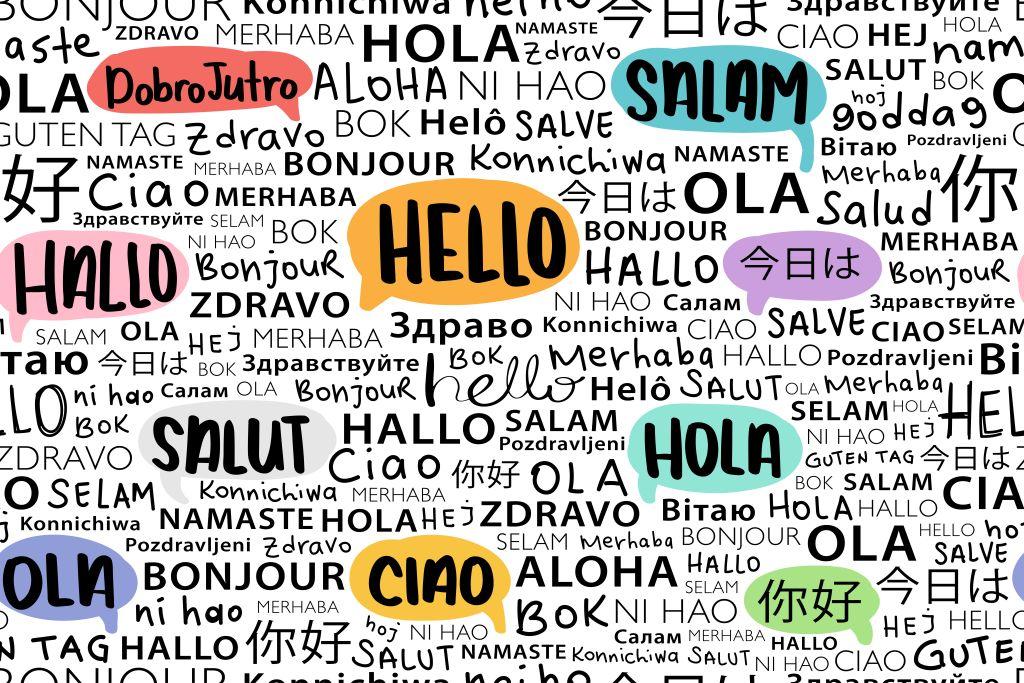 BONJOUR Konnichiwa 今日は Здравствуйте
aste ZDRAVO MERHABA HOLA NAMASTE Zdravo CIAO HEJ HOLA nam
OLA DobroJutro ALOHA NI HAO SALAM SALUT BOK
hoj goddag
GUTEN TAG Zdravo BOK Helô SALVE Вітаю Pozdravljeni
你好 NAMASTE MERHABA BONJOUR Konnichiwa NAMASTE Merhaba 你
Ciao MERHABA HELLO 今日は OLA Salud
Здравствуйте SELAM BOK BONJOUR MERHABA
HALLO NI HAO Bonjour HALLO 今日は Bonjour
ZDRAVO NI HAO Салам Здравствуйте
SALAM OLA Hej MERHABA Здраво Konnichiwa CIAO SALVE CIAO SELAM
таю 今日は BOK Здравствуйте BOK Merhaba HALLO Pozdravljeni Ві
LLO ni hao Салам OLA Bonjour hello Helô SALUT OLA Merhaba HEL
BOK SALUT HALLO SALAM HOLA SELAM HOLA
Pozdravljeni NI HAO HEJ
ZDRAVO Ciao 你好 OLA GUTEN TAG 今日は
O SELAM Konnichiwa MERHABA BOK SALAM CIA
Konnichiwa NAMASTE HOLA HEJ ZDRAVO Вітаю HOLA HALLO
OLA Pozdravljeni Zdravo CIAO SELAM Merhaba BONJOUR OLA HELLO
SALVE
BONJOUR ALOHA HALLO 你好 今日は
SELAM
ni hao MERHABA BOK NI HAO HEJ HELLO
N TAG HALLO 你好 hoj NI HAO Салам MERHABA HALLO GUTEN
SALUT NAMASTE Konnichiwa SALUT NI HAO CIAO
BONJOUR Konnichiwa Здравствуйте